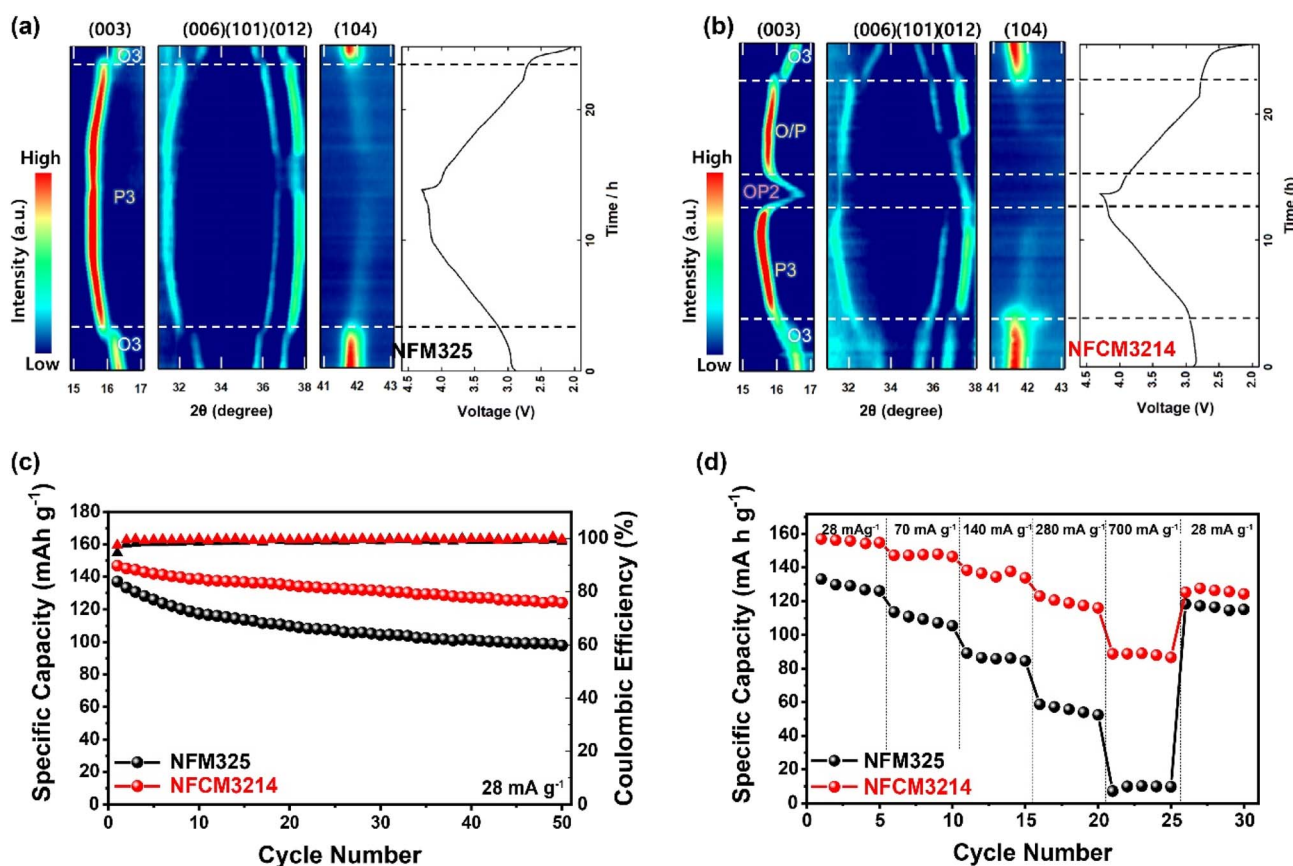 (a)
(003)
(006)(101)(012)
(104)
High
Intensity (a.u.)
Low
O3
P3
O3
NFM325
15 16 17
32 34 36 38
41 42 43
4.5 4.0 3.5 3.0 2.5 2.0
2θ (degree)
Voltage (V)
20
10
0
Time / h
(b)
(003)
(006)(101)(012)
(104)
High
Intensity (a.u.)
Low
O3
O/P
OP2
P3
O3
NFCM3214
15 16 17
32 34 36 38
41 42 43
4.5 4.0 3.5 3.0 2.5 2.0
2θ (degree)
Voltage (V)
20
10
0
Time (h)
(c)
Specific Capacity (mAh g⁻¹)
180
160
140
120
100
80
60
40
20
0
Coulombic Efficiency (%)
100
80
60
40
20
0
NFM325
NFCM3214
28 mA g⁻¹
0 10 20 30 40 50
Cycle Number
(d)
Specific Capacity (mA h g⁻¹)
160
140
120
100
80
60
40
20
0
28 mAg⁻¹ 70 mA g⁻¹ 140 mA g⁻¹ 280 mA g⁻¹ 700 mA g⁻¹ 28 mA g⁻¹
NFM325
NFCM3214
0 5 10 15 20 25 30
Cycle Number